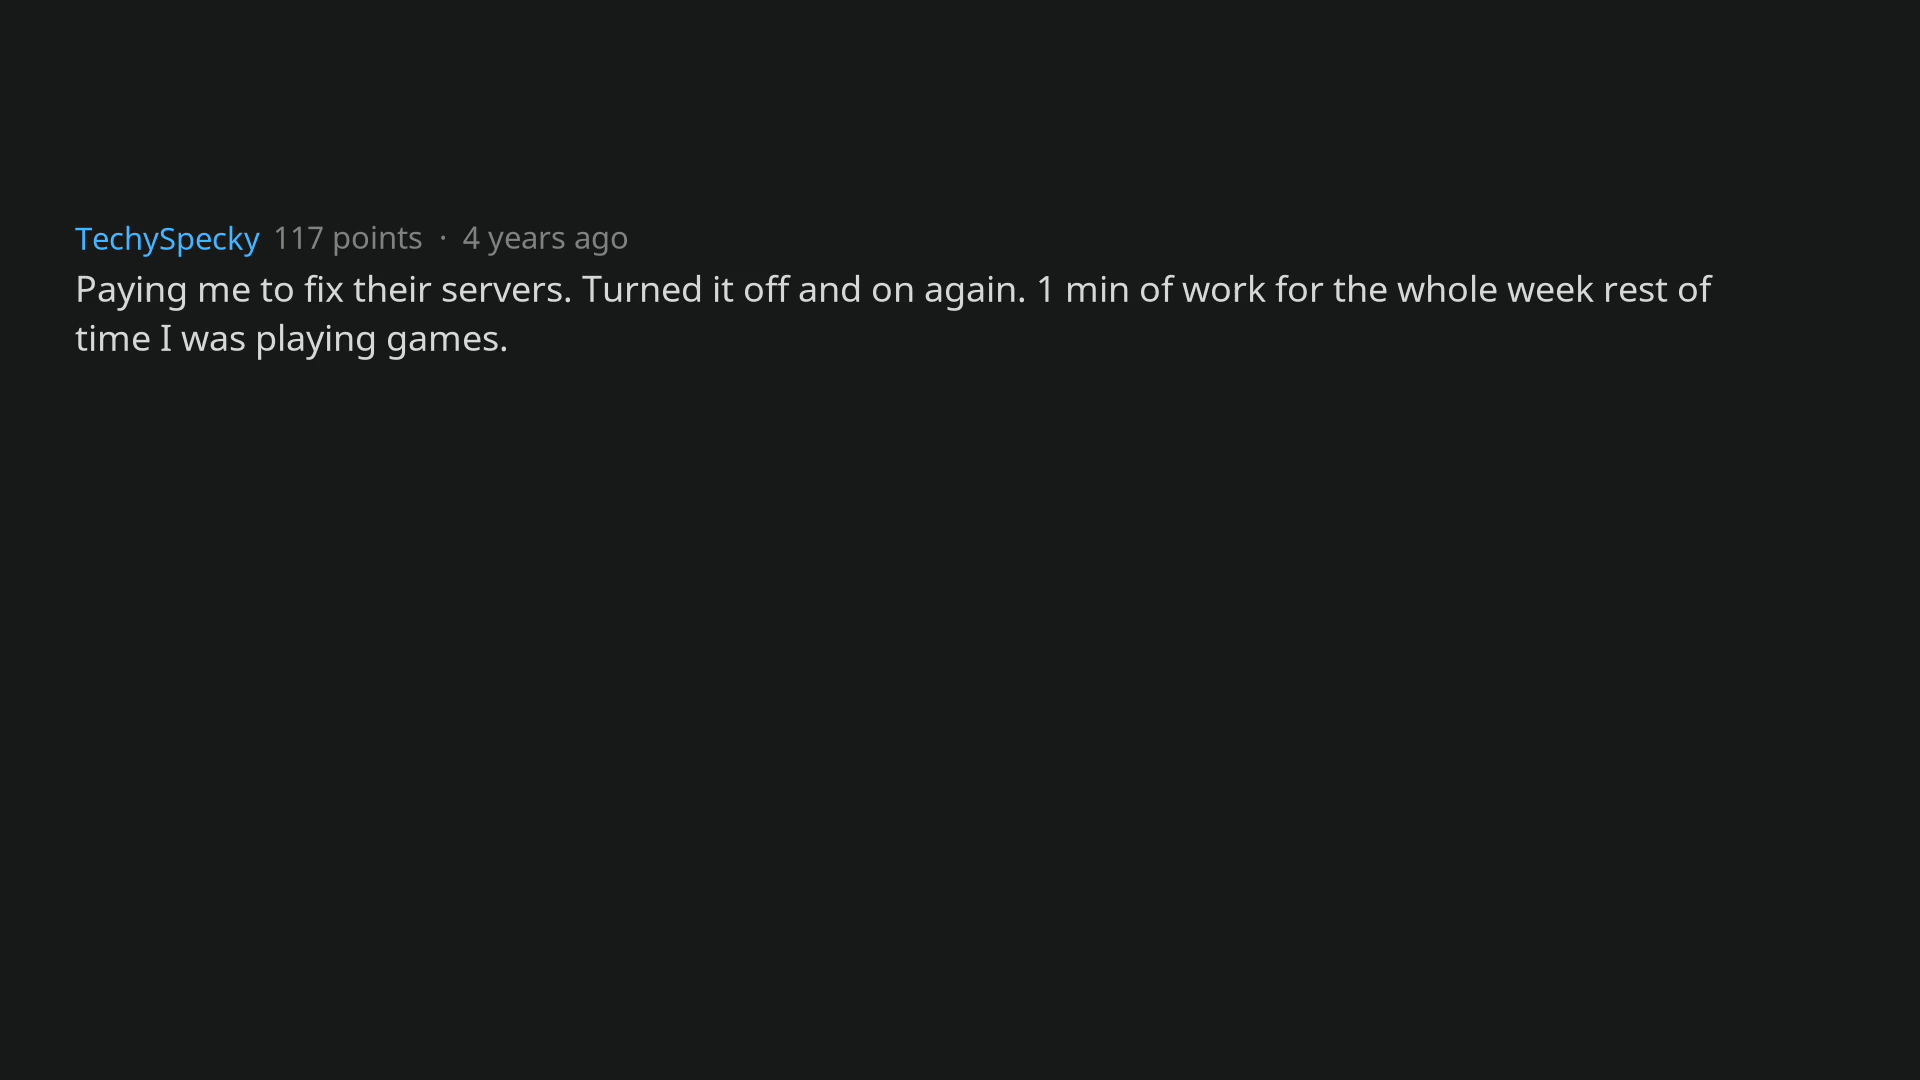 TechySpecky 117 points · 4 years ago
Paying me to fix their servers. Turned it off and on again. 1 min of work for the whole week rest of
time I was playing games.